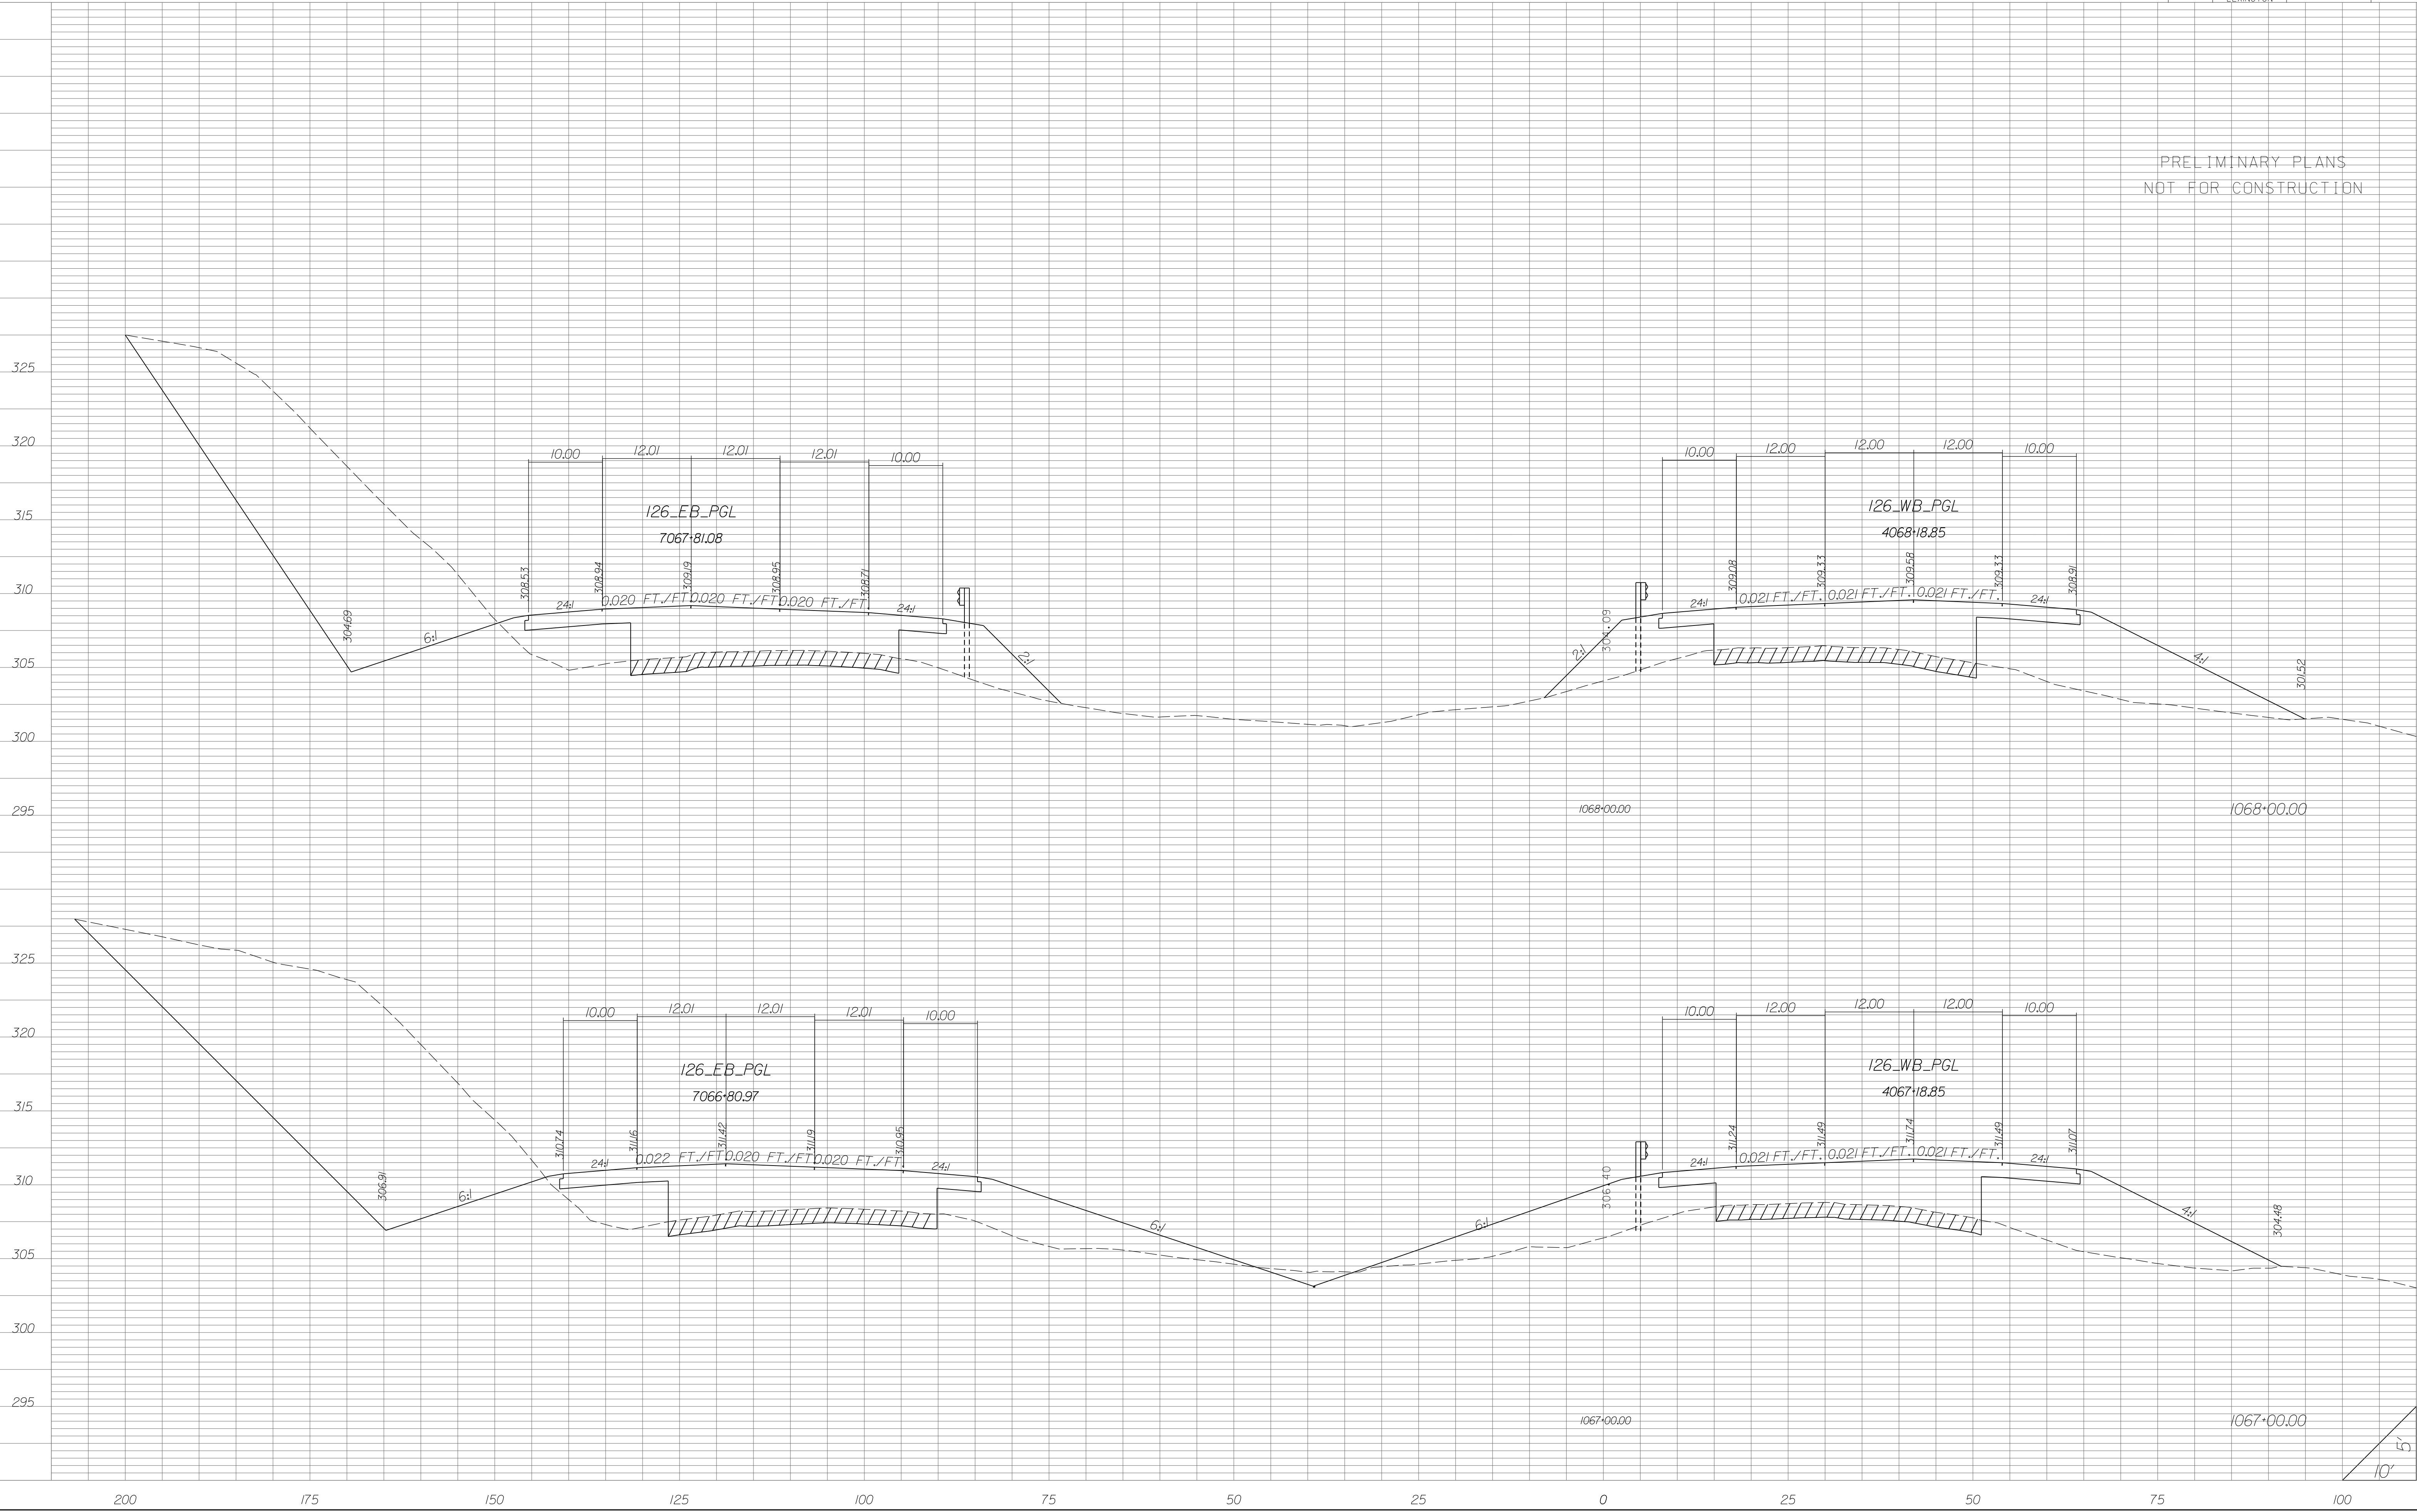 PRELIMINARY PLANS
NOT FOR CONSTRUCTION
325
320
10.00 12.01 12.01 12.01 10.00
10.00 12.00 12.00 12.00 10.00
315
126_EB_PGL
7067+81.08
126_WB_PGL
4068+18.85
310
308.53 308.94 309.19 308.95 308.71
309.08 309.33 309.58 309.33 308.91
24:1 0.020 FT./FT 0.020 FT./FT 0.020 FT./FT. 24:1
24:1 0.021 FT./FT. 0.021 FT./FT. 0.021 FT./FT. 24:1
304.69
6:1
2:1
2:1
304.09
4:1
301.52
305
300
295
1068+00.00
1068+00.00
325
320
10.00 12.01 12.01 12.01 10.00
10.00 12.00 12.00 12.00 10.00
315
126_EB_PGL
7066+80.97
126_WB_PGL
4067+18.85
310
310.74 311.16 311.42 311.19 310.95
311.24 311.49 311.74 311.49 311.07
24:1 0.022 FT./FT 0.020 FT./FT 0.020 FT./FT. 24:1
24:1 0.021 FT./FT. 0.021 FT./FT. 0.021 FT./FT. 24:1
306.91
6:1
6:1
6:1
306.40
4:1
304.48
305
300
295
1067+00.00
1067+00.00
5'
10'
200 175 150 125 100 75 50 25 0 25 50 75 100